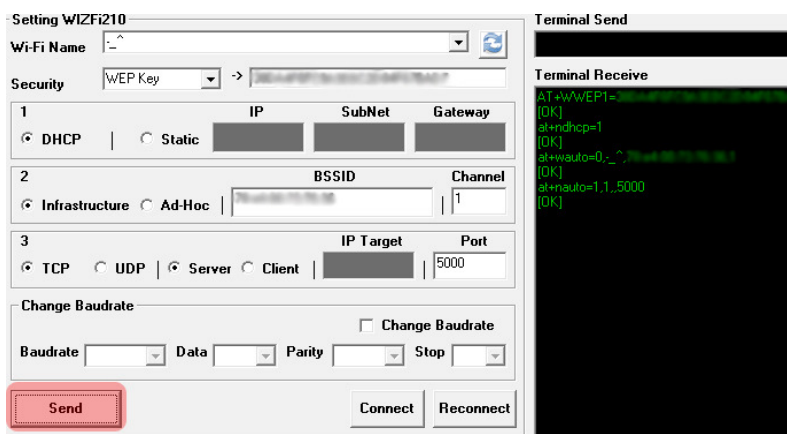 Setting WIZFi210
Wi-Fi Name -_^
Security WEP Key ->
1 IP SubNet Gateway
DHCP | Static
2 BSSID Channel
Infrastructure Ad-Hoc | | 1
3 IP Target Port
TCP UDP | Server Client | | 5000
Change Baudrate
Change Baudrate
Baudrate Data Parity Stop
Send Connect Reconnect
Terminal Send
Terminal Receive
AT+WWEP1=
[OK]
at+ndhcp=1
[OK]
at+wauto=0,-_^,
[OK]
at+nauto=1,1,,5000
[OK]